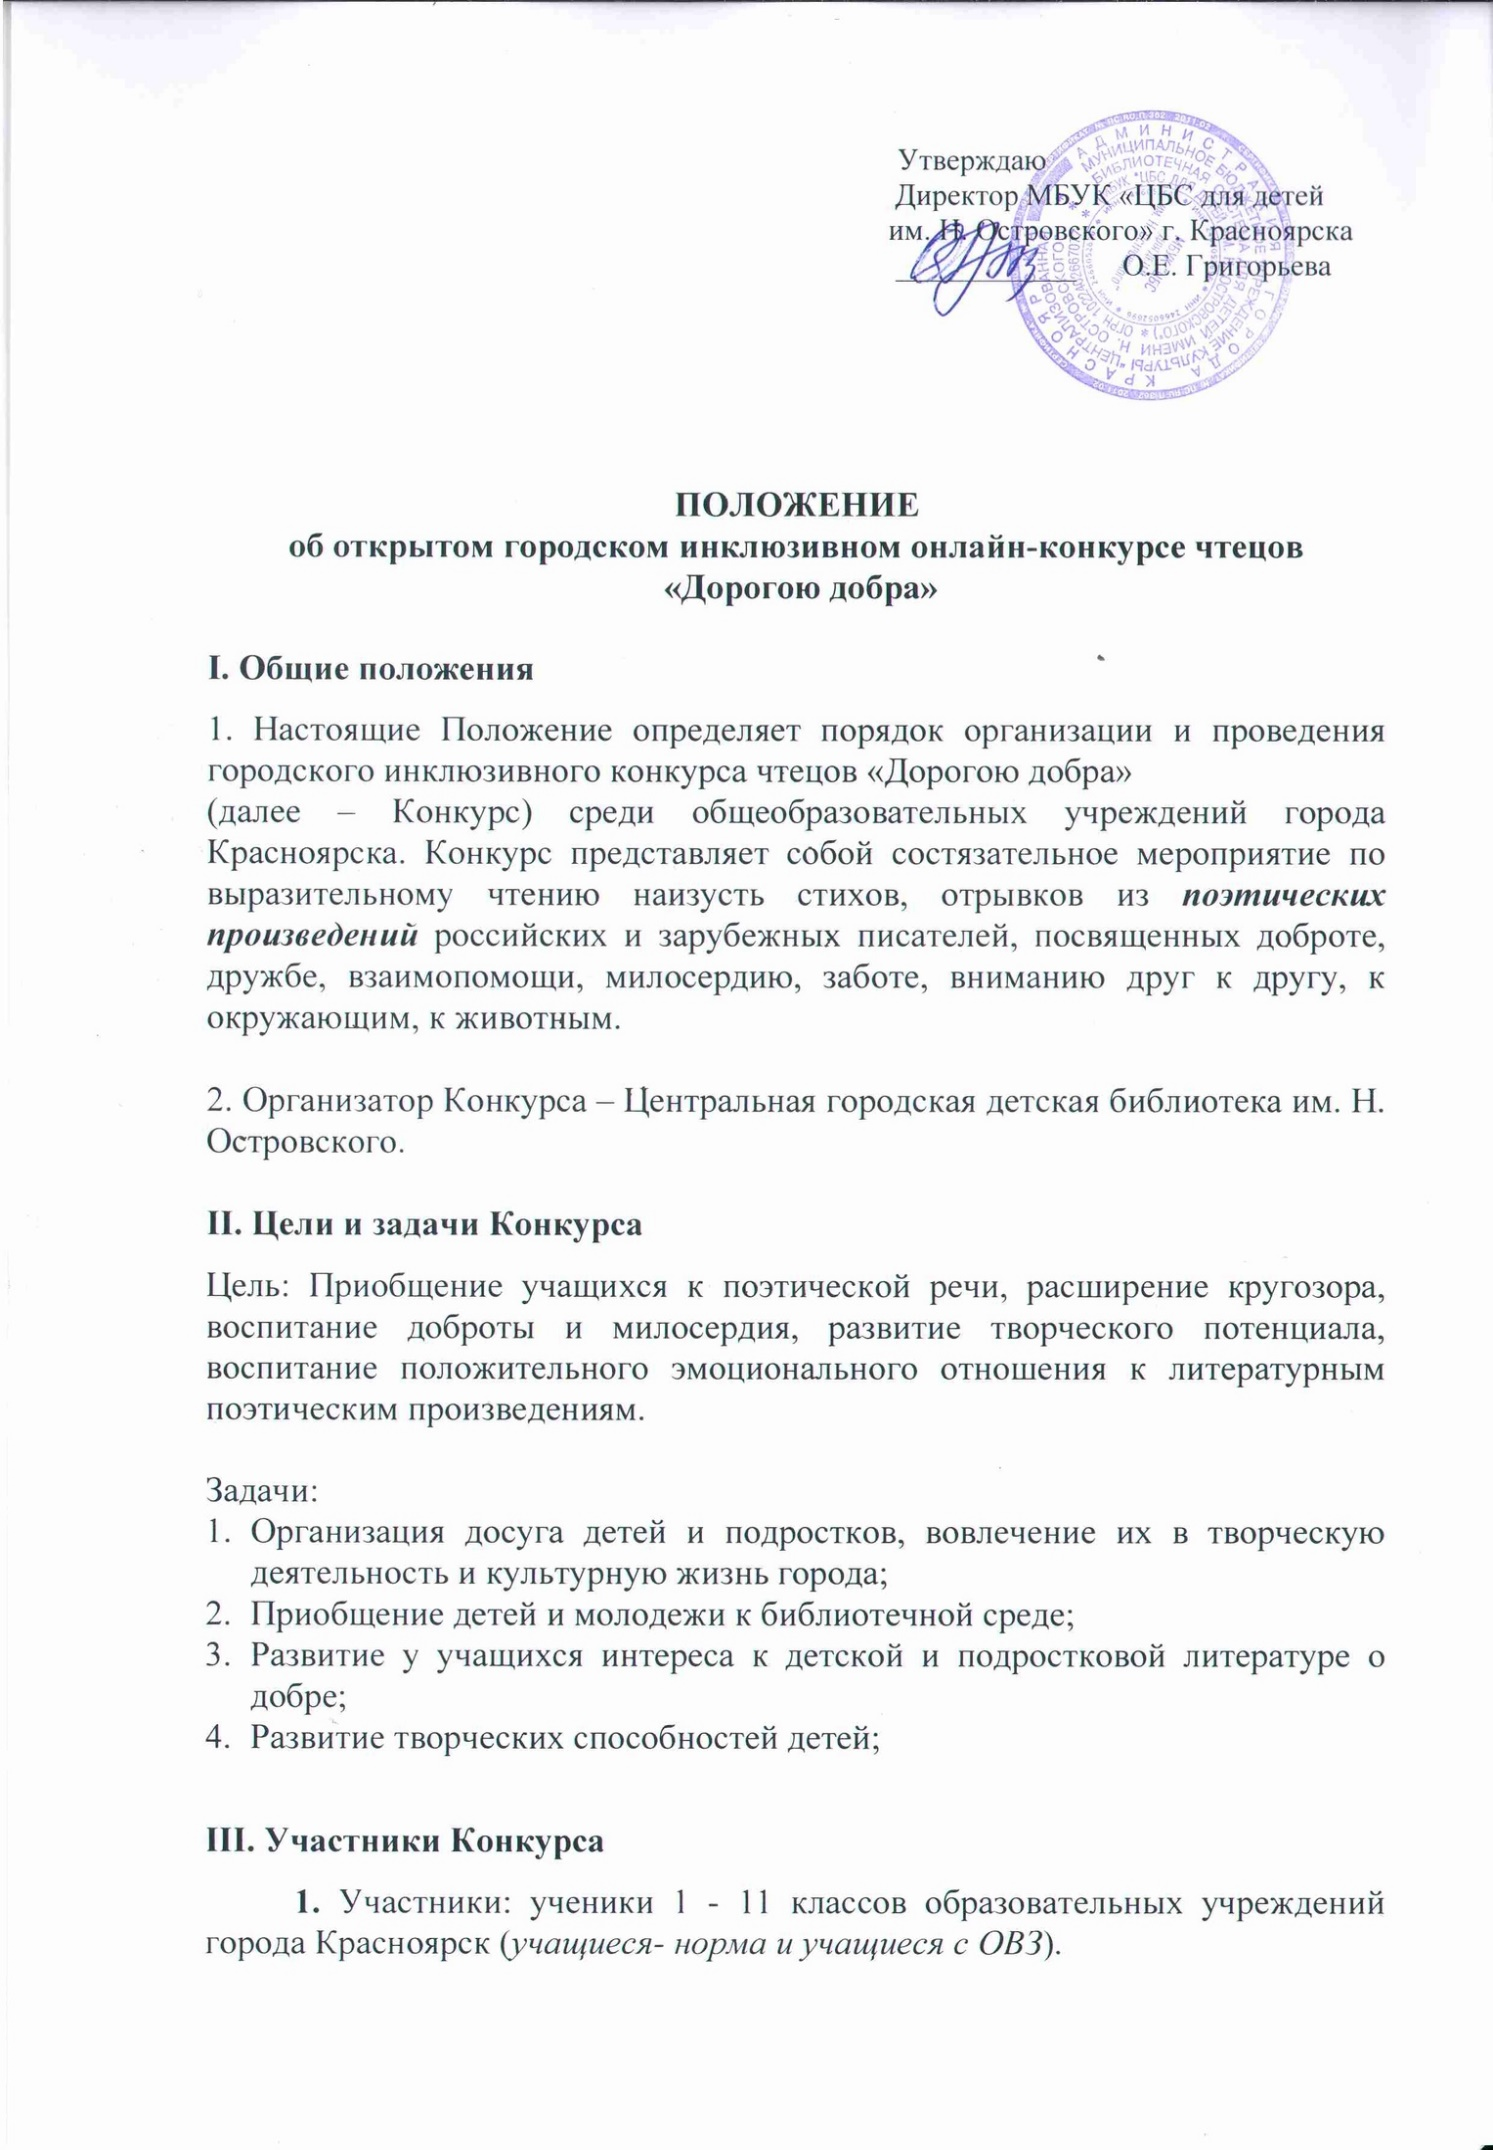 Утверждаю
Директор МБУК «ЦБС для детей
им. Н. Островского» г. Красноярска
О.Е. Григорьева
ПОЛОЖЕНИЕ
об открытом городском инклюзивном онлайн-конкурсе чтецов
«Дорогою добра»
I. Общие положения
1. Настоящие Положение определяет порядок организации и проведения
городского инклюзивного конкурса чтецов «Дорогою добра»
(далее – Конкурс) среди общеобразовательных учреждений города
Красноярска. Конкурс представляет собой состязательное мероприятие по
выразительному чтению наизусть стихов, отрывков из поэтических
произведений российских и зарубежных писателей, посвященных доброте,
дружбе, взаимопомощи, милосердию, заботе, вниманию друг к другу, к
окружающим, к животным.
2. Организатор Конкурса – Центральная городская детская библиотека им. Н.
Островского.
II. Цели и задачи Конкурса
Цель: Приобщение учащихся к поэтической речи, расширение кругозора,
воспитание доброты и милосердия, развитие творческого потенциала,
воспитание положительного эмоционального отношения к литературным
поэтическим произведениям.
Задачи:
1. Организация досуга детей и подростков, вовлечение их в творческую
деятельность и культурную жизнь города;
2. Приобщение детей и молодежи к библиотечной среде;
3. Развитие у учащихся интереса к детской и подростковой литературе о
добре;
4. Развитие творческих способностей детей;
III. Участники Конкурса
1. Участники: ученики 1 - 11 классов образовательных учреждений
города Красноярск (учащиеся- норма и учащиеся с ОВЗ).